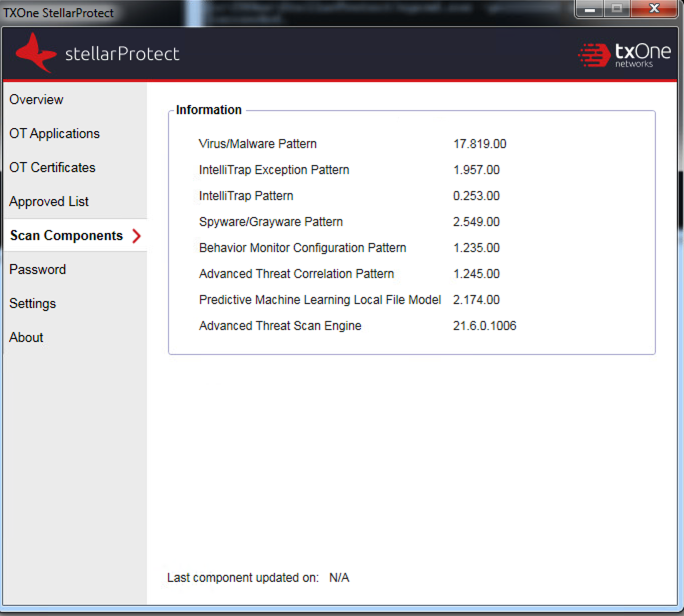 TXOne StellarProtect
stellarProtect
txOne
networks
Overview
OT Applications
OT Certificates
Approved List
Scan Components
Password
Settings
About
Information
Virus/Malware Pattern 17.819.00
IntelliTrap Exception Pattern 1.957.00
IntelliTrap Pattern 0.253.00
Spyware/Grayware Pattern 2.549.00
Behavior Monitor Configuration Pattern 1.235.00
Advanced Threat Correlation Pattern 1.245.00
Predictive Machine Learning Local File Model 2.174.00
Advanced Threat Scan Engine 21.6.0.1006
Last component updated on: N/A